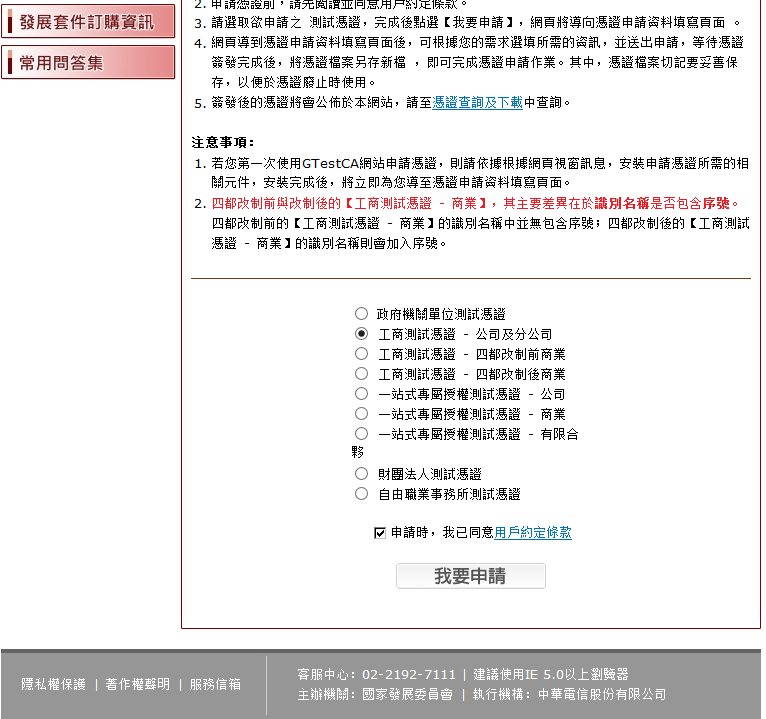 2. 申請憑證前，請先閱讀並同意用戶約定條款。
發展套件訂購資訊
3. 請選取欲申請之 測試憑證，完成後點選【我要申請】，網頁將導向憑證申請資料填寫頁面 。
4. 網頁導到憑證申請資料填寫頁面後，可根據您的需求選填所需的資訊，並送出申請，等待憑證
簽發完成後，將憑證檔案另存新檔 ，即可完成憑證申請作業。其中，憑證檔案切記要妥善保
存，以便於憑證廢止時使用。
常用問答集
5. 簽發後的憑證將會公佈於本網站，請至憑證查詢及下載中查詢。
注意事項：
1. 若您第一次使用GTestCA網站申請憑證，則請依據根據網頁視窗訊息，安裝申請憑證所需的相
關元件，安裝完成後，將立即為您導至憑證申請資料填寫頁面。
2. 四都改制前與改制後的【工商測試憑證 - 商業】，其主要差異在於識別名稱是否包含序號。
四都改制前的【工商測試憑證 - 商業】的識別名稱中並無包含序號；四都改制後的【工商測試
憑證 - 商業】的識別名稱則會加入序號。
政府機關單位測試憑證
工商測試憑證 - 公司及分公司
工商測試憑證 - 四都改制前商業
工商測試憑證 - 四都改制後商業
一站式專屬授權測試憑證 - 公司
一站式專屬授權測試憑證 - 商業
一站式專屬授權測試憑證 - 有限合
夥
財團法人測試憑證
自由職業事務所測試憑證
申請時，我已同意用戶約定條款
我要申請
隱私權保護 | 著作權聲明 | 服務信箱
客服中心：02-2192-7111 | 建議使用IE 5.0以上瀏覽器
主辦機關：國家發展委員會 | 執行機構：中華電信股份有限公司